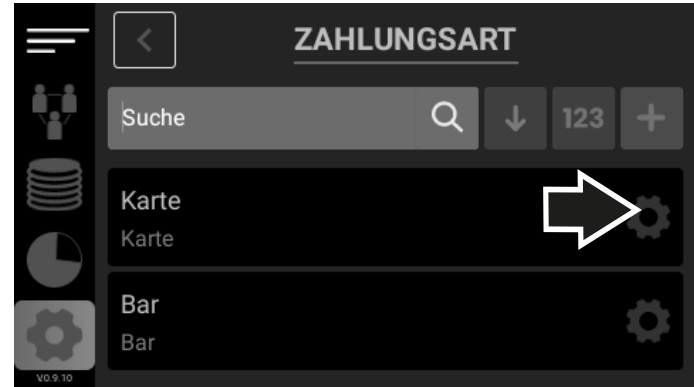 ZAHLUNGSART
Suche
123
Karte
Karte
Bar
Bar
V0.9.10